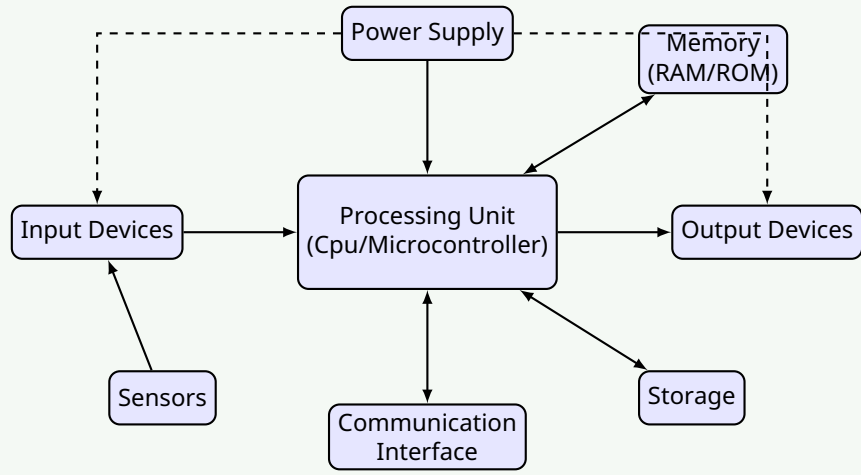 Power Supply
Memory
(RAM/ROM)
Input Devices
Processing Unit
(Cpu/Microcontroller)
Output Devices
Sensors
Storage
Communication
Interface